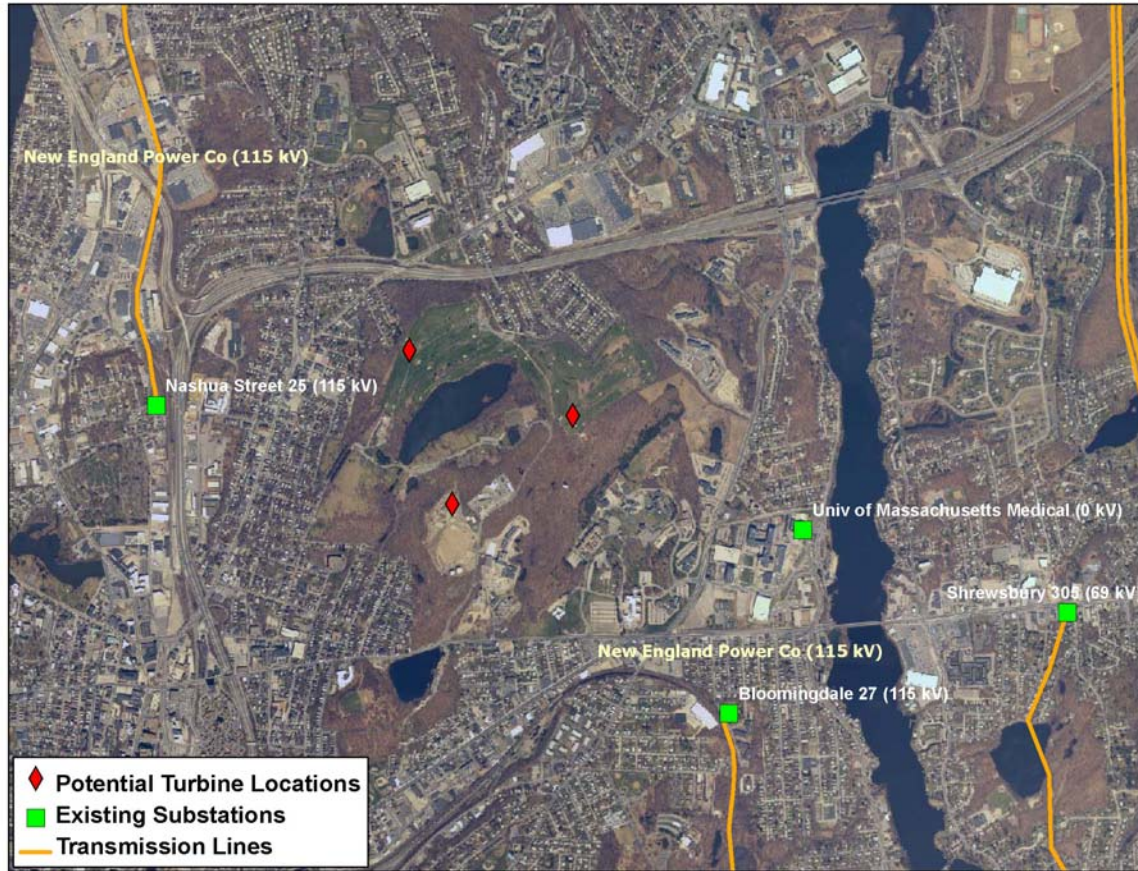 New England Power Co (115 kV)
Nashua Street 25 (115 kV)
Univ of Massachusetts Medical (0 kV)
Shrewsbury 305 (69 kV
New England Power Co (115 kV)
Bloomingdale 27 (115 kV)
Potential Turbine Locations
Existing Substations
Transmission Lines